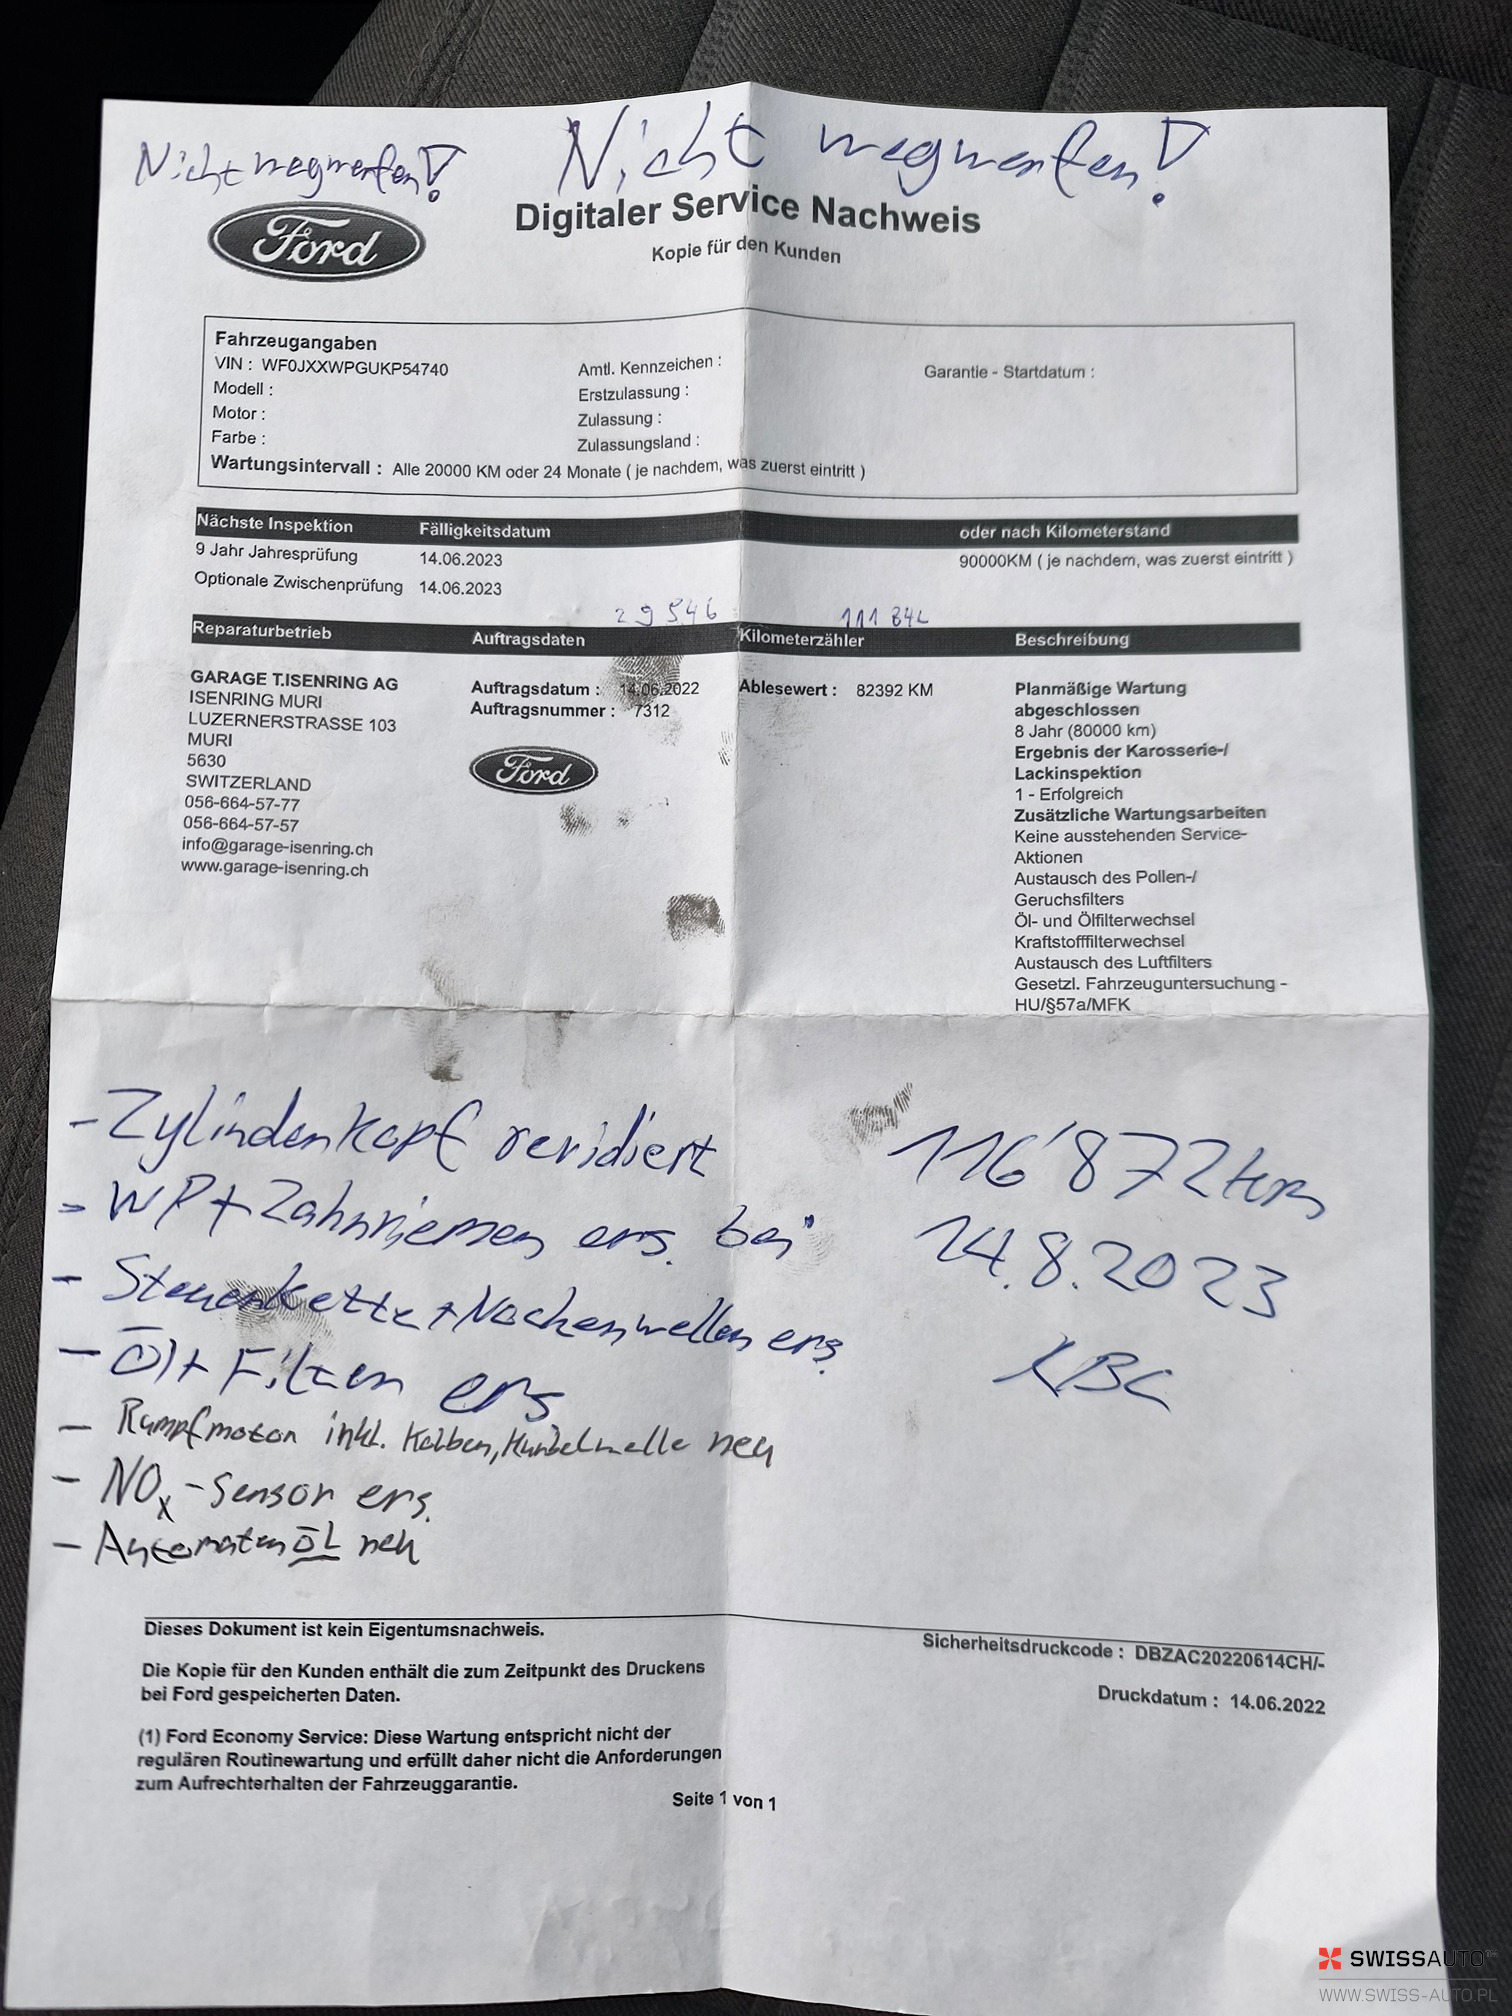 Nicht wegwerfen!
Nicht wegwerfen!
Ford
Digitaler Service Nachweis
Kopie für den Kunden
Fahrzeugangaben
VIN : WF0JXXWPGUKP54740
Modell :
Motor :
Farbe :
Amtl. Kennzeichen :
Erstzulassung :
Zulassung :
Zulassungsland :
Garantie - Startdatum :
Wartungsintervall : Alle 20000 KM oder 24 Monate ( je nachdem, was zuerst eintritt )
Nächste Inspektion Fälligkeitsdatum oder nach Kilometerstand
9 Jahr Jahresprüfung 14.06.2023 90000KM ( je nachdem, was zuerst eintritt )
Optionale Zwischenprüfung 14.06.2023
29546
Reparaturbetrieb Auftragsdaten Kilometerzähler Beschreibung
GARAGE T.ISENRING AG
ISENRING MURI
LUZERNERSTRASSE 103
MURI
5630
SWITZERLAND
056-664-57-77
056-664-57-57
info@garage-isenring.ch
www.garage-isenring.ch
Auftragsdatum : 14.06.2022
Auftragsnummer : 7312
Ford
Ablesewert : 82392 KM
Planmäßige Wartung
abgeschlossen
8 Jahr (80000 km)
Ergebnis der Karosserie-/
Lackinspektion
1 - Erfolgreich
Zusätzliche Wartungsarbeiten
Keine ausstehenden Service-
Aktionen
Austausch des Pollen-/
Geruchsfilters
Öl- und Ölfilterwechsel
Kraftstofffilterwechsel
Austausch des Luftfilters
Gesetzl. Fahrzeuguntersuchung -
HU/§57a/MFK
- Zylinderkopf revidiert
- WP + Zahnriemen ers. bei
- Steuerkette + Nockenwellen ers.
- Öl + Filter ers
- Rumpfmotor inkl. Kolben, Kurbelwelle neu
- NOx - Sensor ers.
- Automaten ÖL neu
116'872 km
14.8.2023
Dieses Dokument ist kein Eigentumsnachweis.
Die Kopie für den Kunden enthält die zum Zeitpunkt des Druckens
bei Ford gespeicherten Daten.
(1) Ford Economy Service: Diese Wartung entspricht nicht der
regulären Routinewartung und erfüllt daher nicht die Anforderungen
zum Aufrechterhalten der Fahrzeuggarantie.
Sicherheitsdruckcode : DBZAC20220614CH/-
Druckdatum : 14.06.2022
Seite 1 von 1
SWISSAUTO
WWW.SWISS-AUTO.PL